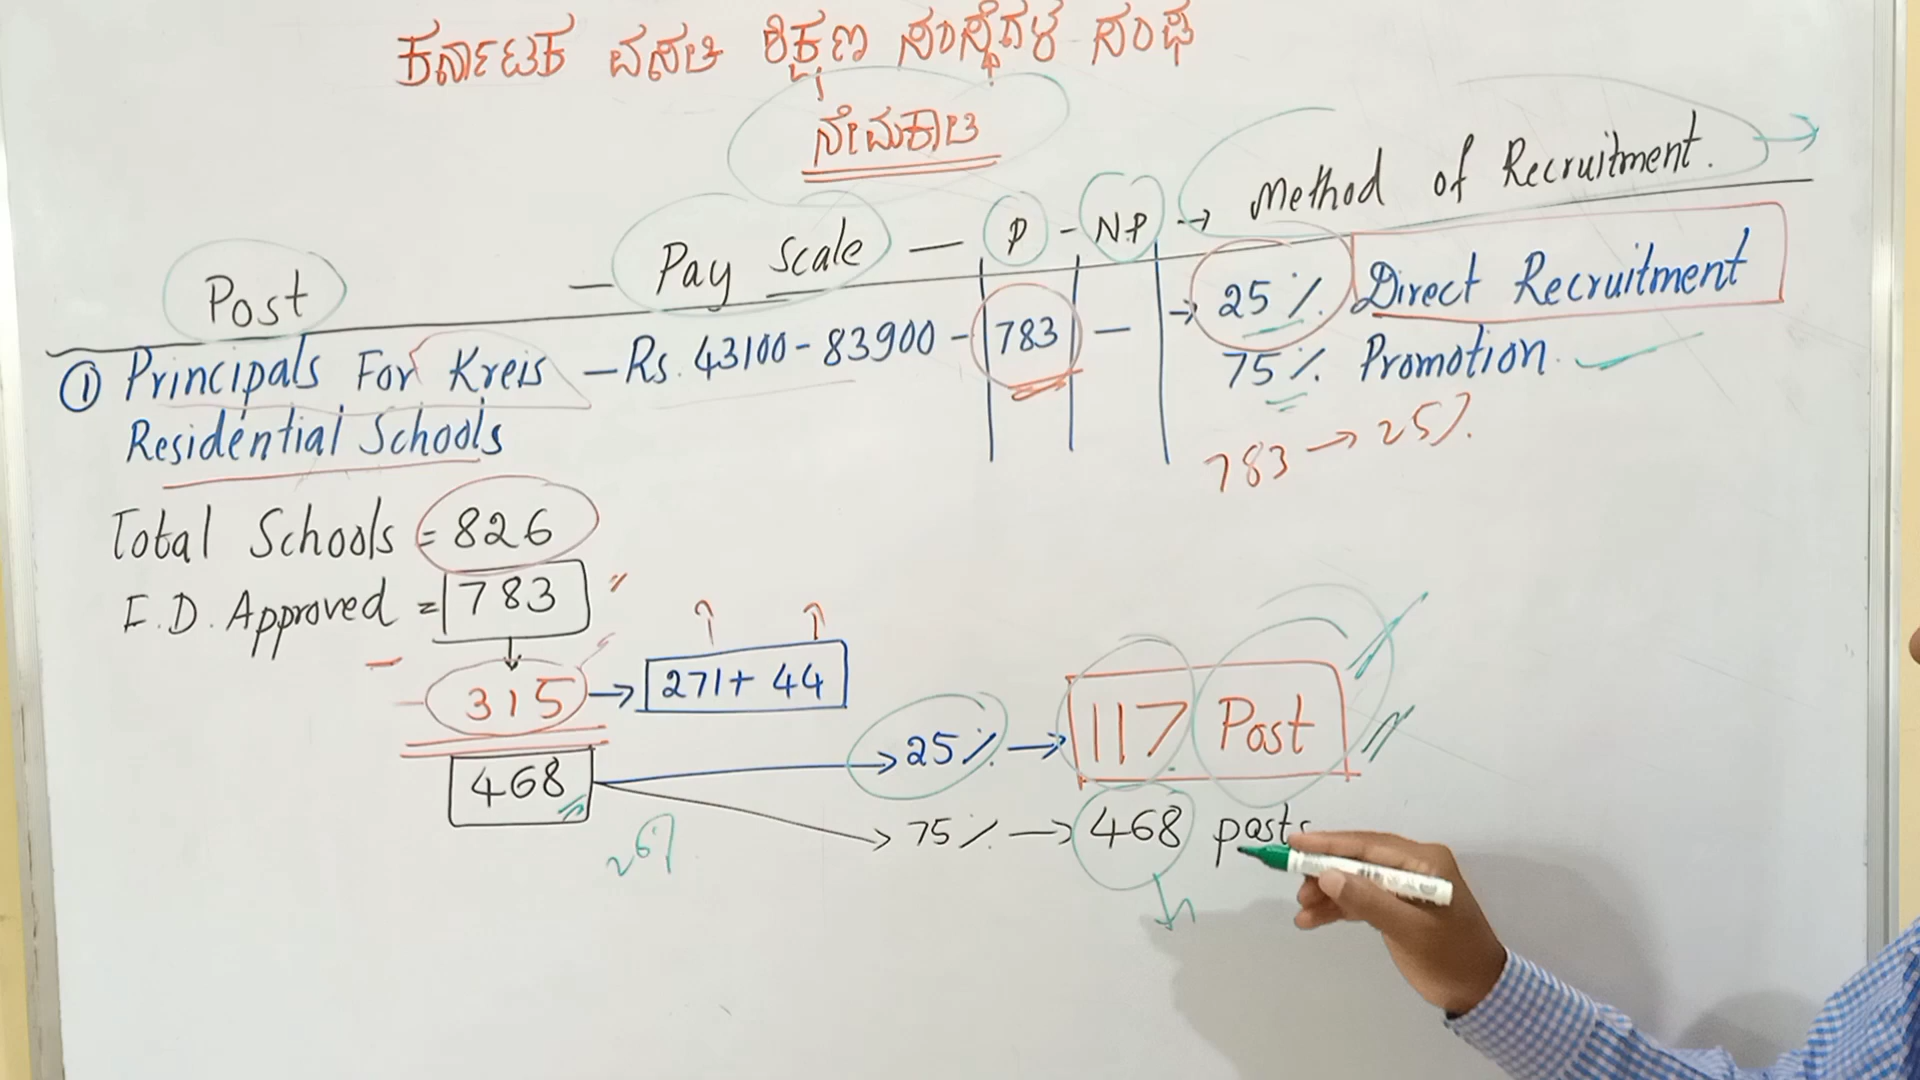 ಕರ್ನಾಟಕ ವಸತಿ ಶಿಕ್ಷಣ ಸಂಸ್ಥೆಗಳ ಸಂಘ
ನೇಮಕಾತಿ
Post — Pay Scale — P - N.P → Method of Recruitment.
① Principals For Kreis — Rs. 43100 - 83900 - 783 — → 25 % Direct Recruitment
Residential Schools
75 % Promotion.
783 → 25 %
Total Schools = 826
F.D. Approved = 783
315 → 271 + 44
468 → 25 % → 117 Post
→ 75 % → 468 posts